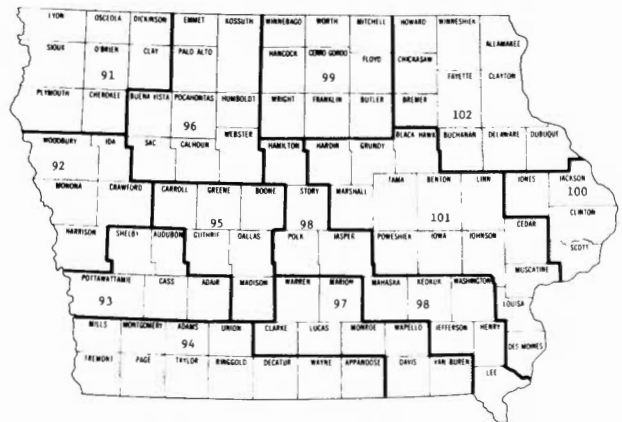 LYON OSCEOLA DICKINSON EMMET KOSSUTH WINNEBAGO WORTH MITCHELL HOWARD WINNESHIEK ALLAMAKEE
SIOUX O'BRIEN CLAY PALO ALTO HANCOCK CERRO GORDO FLOYD CHICKASAW
91 99 FAYETTE CLAYTON
PLYMOUTH CHEROKEE BUENA VISTA POCAHONTAS HUMBOLDT WRIGHT FRANKLIN BUTLER BREMER
96 102
WEBSTER BLACK HAWK BUCHANAN DELAWARE DUBUQUE
WOODBURY IDA SAC CALHOUN HAMILTON HARDIN GRUNDY
92 JONES JACKSON
MONONA CRAWFORD CARROLL GREENE BOONE STORY MARSHALL TAMA BENTON LINN 100
95 98 101 CLINTON
HARRISON SHELBY AUDUBON GUTHRIE DALLAS POLK JASPER POWESHIEK IOWA JOHNSON CEDAR
SCOTT
POTTAWATTAMIE CASS ADAIR MADISON WARREN MARION MAHASKA KEOKUK WASHINGTON MUSCATINE
93 97 98 LOUISA
MILLS MONTGOMERY ADAMS UNION CLARKE LUCAS MONROE WAPELLO JEFFERSON HENRY
94 DES MOINES
FREMONT PAGE TAYLOR RINGGOLD DECATUR WAYNE APPANOOSE DAVIS VAN BUREN
LEE